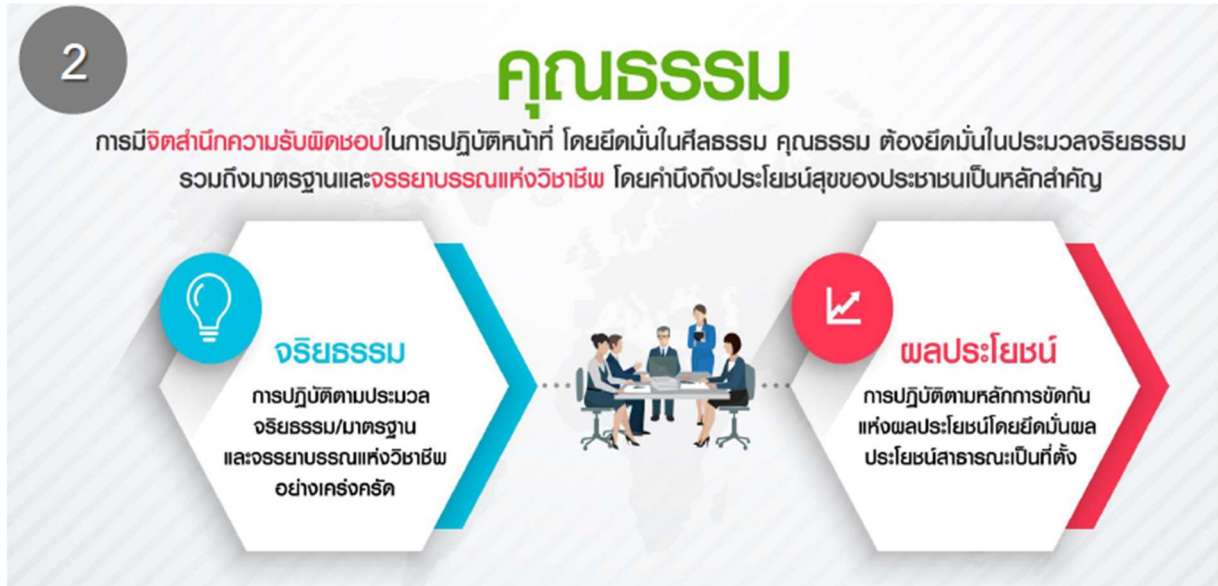 2
คุณธรรม
การมีจิตสำนึกความรับผิดชอบในการปฏิบัติหน้าที่ โดยยึดมั่นในศีลธรรม คุณธรรม ต้องยึดมั่นในประมวลจริยธรรม
รวมถึงมาตรฐานและจรรยาบรรณแห่งวิชาชีพ โดยคำนึงถึงประโยชน์สุขของประชาชนเป็นหลักสำคัญ
จริยธรรม
การปฏิบัติตามประมวล
จริยธรรม/มาตรฐาน
และจรรยาบรรณแห่งวิชาชีพ
อย่างเคร่งครัด
ผลประโยชน์
การปฏิบัติตามหลักการขัดกัน
แห่งผลประโยชน์โดยยึดมั่นผล
ประโยชน์สาธารณะเป็นที่ตั้ง